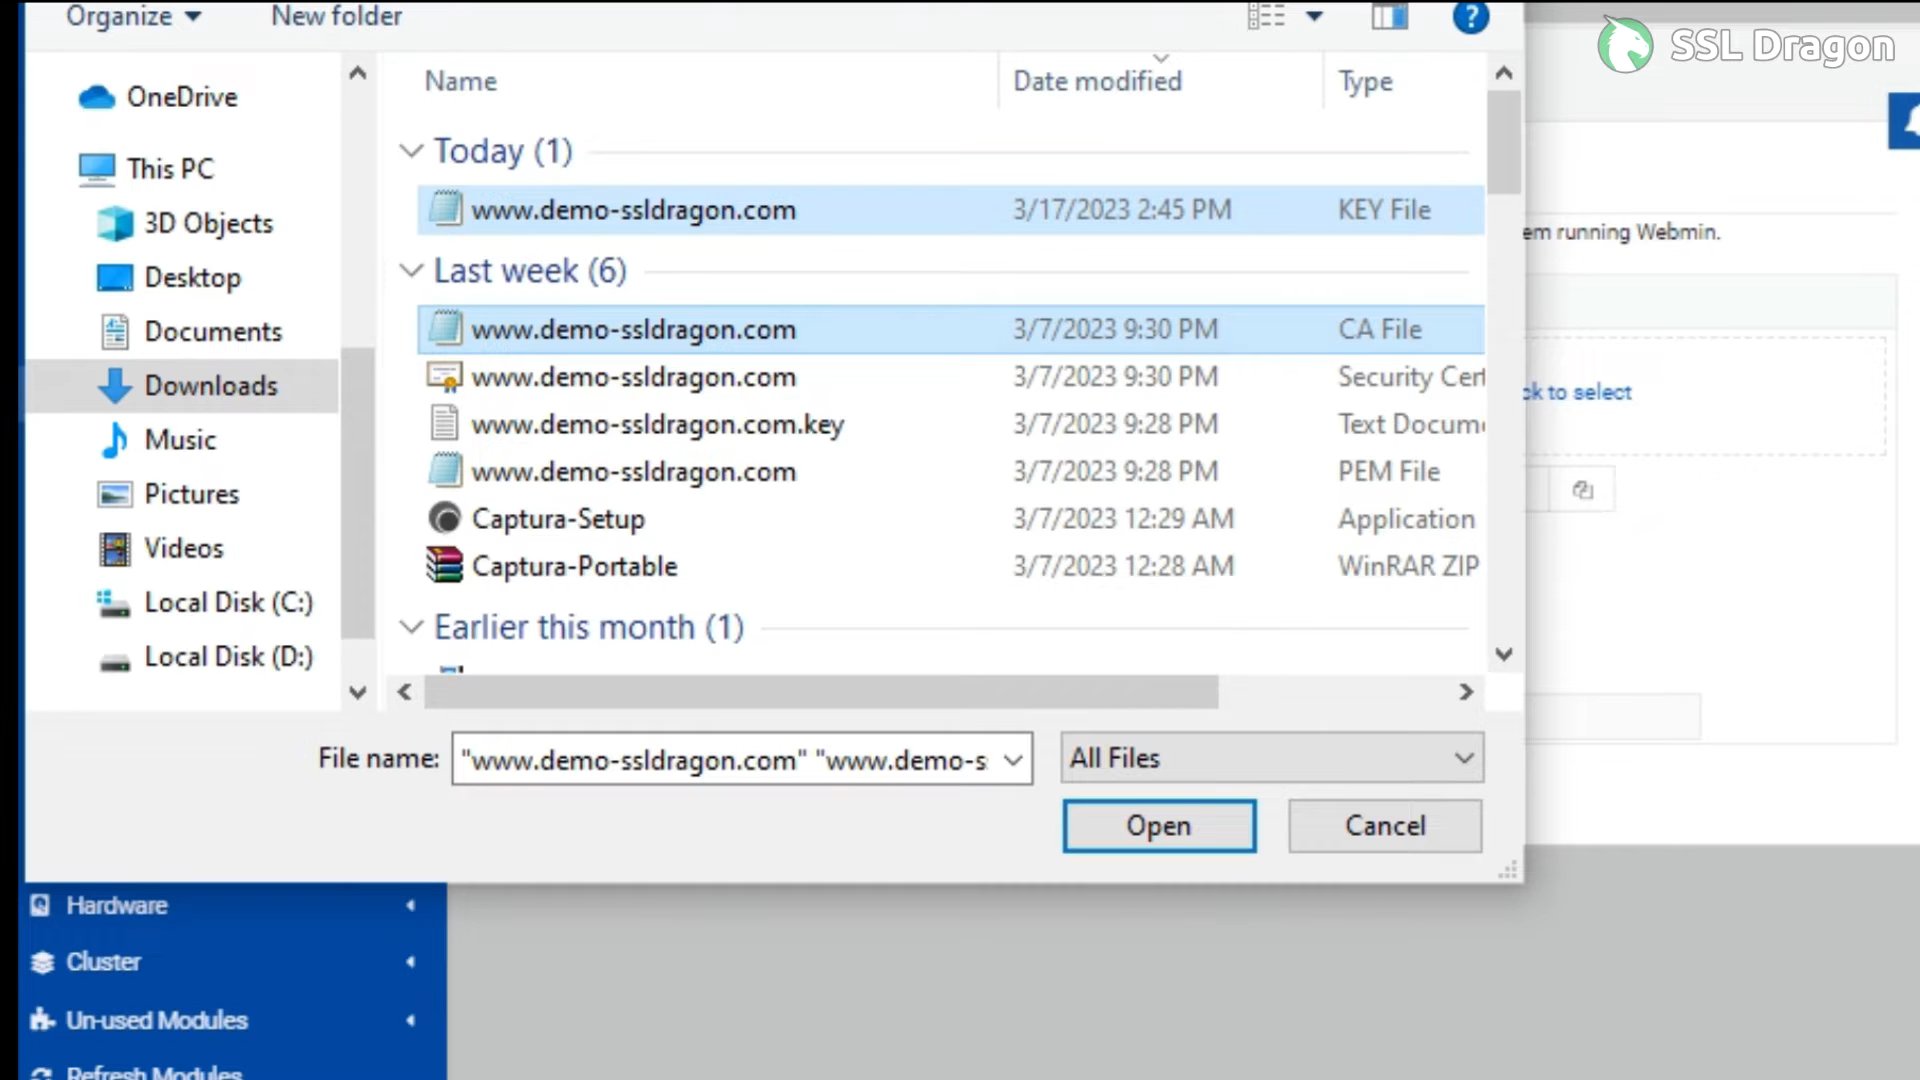 Organize
New folder
SSL Dragon
OneDrive
This PC
3D Objects
Desktop
Documents
Downloads
Music
Pictures
Videos
Local Disk (C:)
Local Disk (D:)
Name Date modified Type
Today (1)
www.demo-ssldragon.com 3/17/2023 2:45 PM KEY File
Last week (6)
www.demo-ssldragon.com 3/7/2023 9:30 PM CA File
www.demo-ssldragon.com 3/7/2023 9:30 PM Security Cert
www.demo-ssldragon.com.key 3/7/2023 9:28 PM Text Docume
www.demo-ssldragon.com 3/7/2023 9:28 PM PEM File
Captura-Setup 3/7/2023 12:29 AM Application
Captura-Portable 3/7/2023 12:28 AM WinRAR ZIP
Earlier this month (1)
em running Webmin.
ck to select
File name: "www.demo-ssldragon.com" "www.demo-s
All Files
Open
Cancel
Hardware
Cluster
Un-used Modules
Refresh Modules